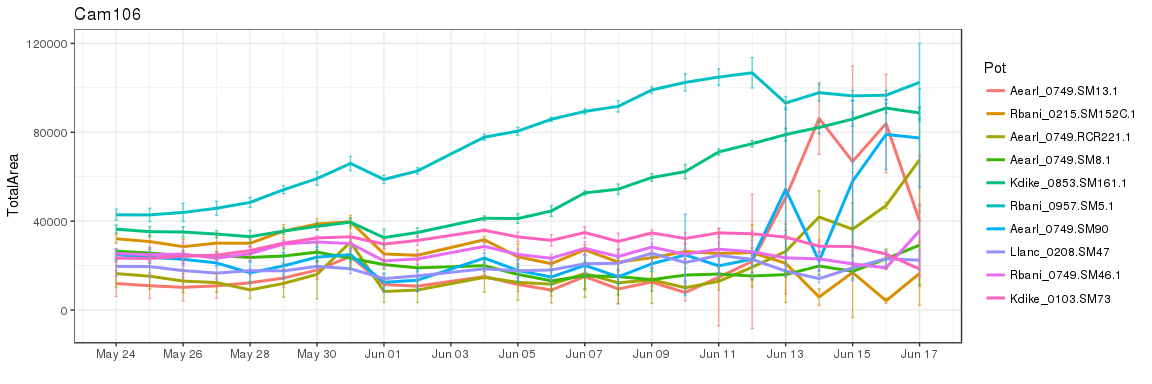 Cam106
TotalArea
120000
80000
40000
0
May 24 May 26 May 28 May 30 Jun 01 Jun 03 Jun 05 Jun 07 Jun 09 Jun 11 Jun 13 Jun 15 Jun 17
Pot
Aearl_0749.SM13.1
Rbani_0215.SM152C.1
Aearl_0749.RCR221.1
Aearl_0749.SM8.1
Kdike_0853.SM161.1
Rbani_0957.SM5.1
Aearl_0749.SM90
Llanc_0208.SM47
Rbani_0749.SM46.1
Kdike_0103.SM73